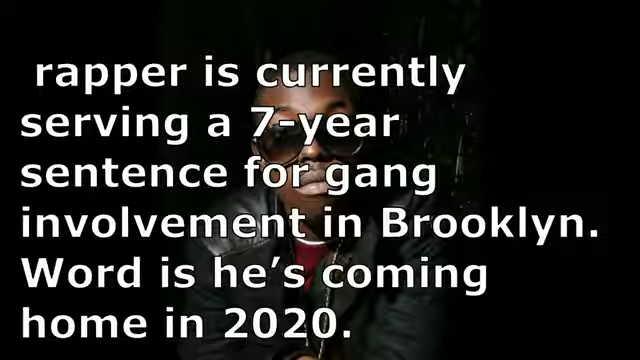 rapper is currently
serving a 7-year
sentence for gang
involvement in Brooklyn.
Word is he’s coming
home in 2020.